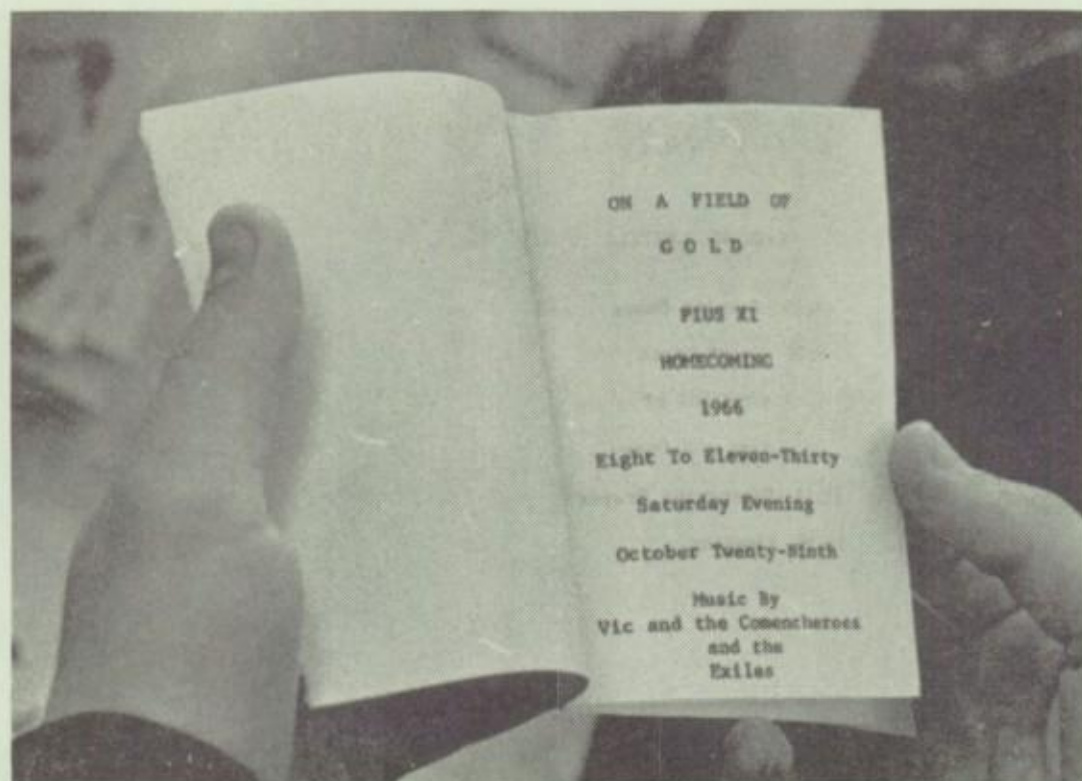 ON A FIELD OF
GOLD
PIUS XI
HOMECOMING
1966
Eight To Eleven-Thirty
Saturday Evening
October Twenty-Ninth
Music By
Vic and the Comencheroes
and the
Exiles